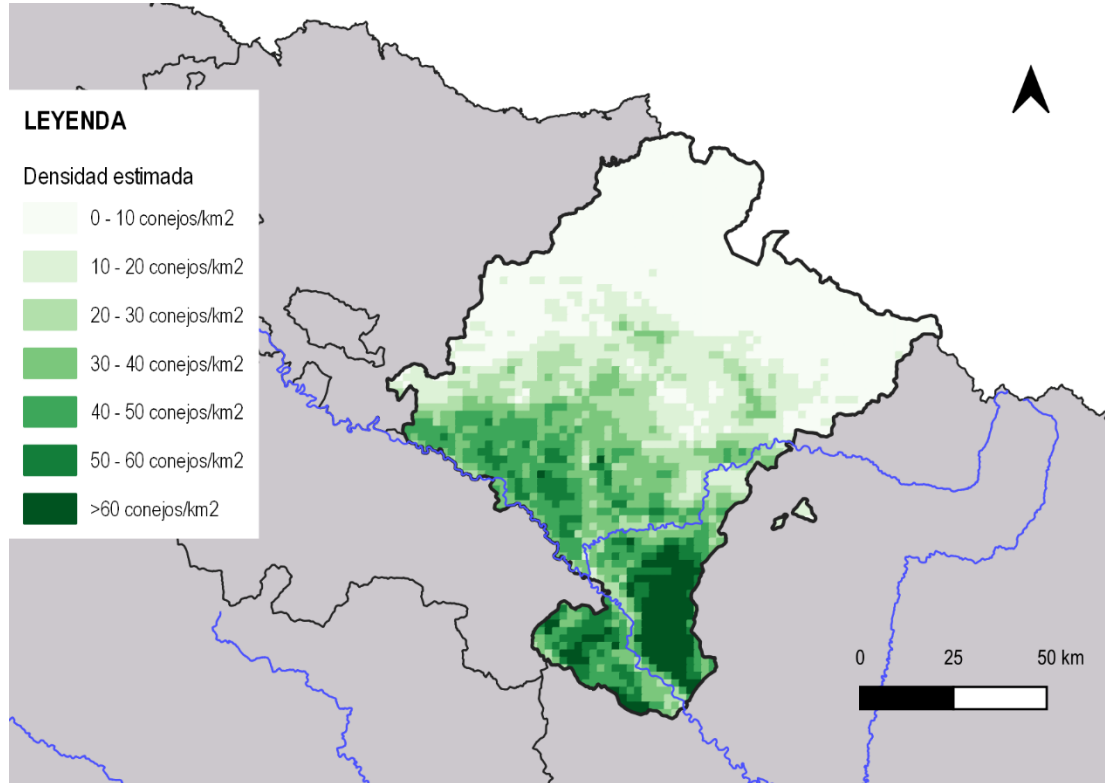 LEYENDA
Densidad estimada
0 - 10 conejos/km2
10 - 20 conejos/km2
20 - 30 conejos/km2
30 - 40 conejos/km2
40 - 50 conejos/km2
50 - 60 conejos/km2
>60 conejos/km2
0 25 50 km